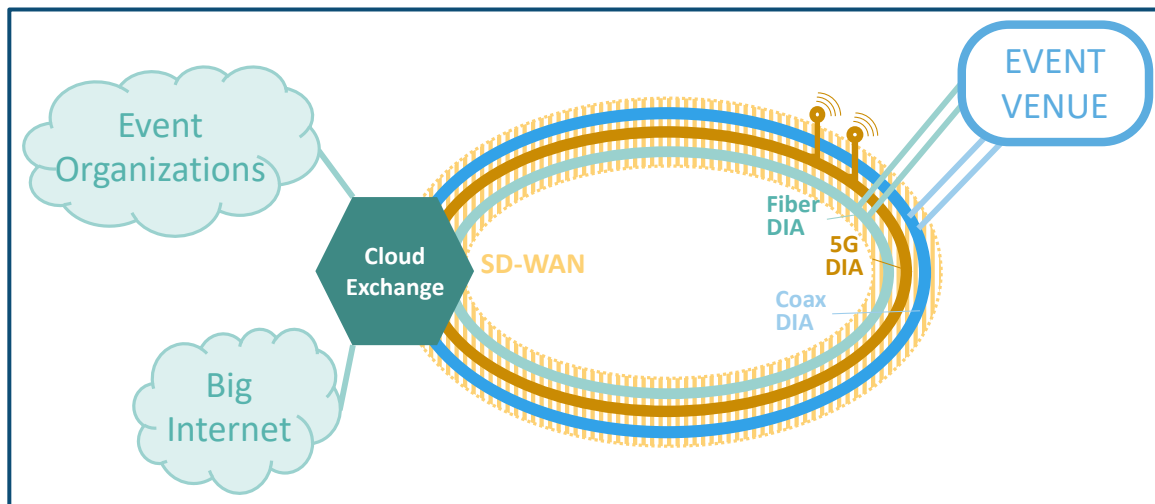 Event
Organizations
EVENT
VENUE
Cloud
Exchange
SD-WAN
Fiber
DIA
5G
DIA
Coax
DIA
Big
Internet